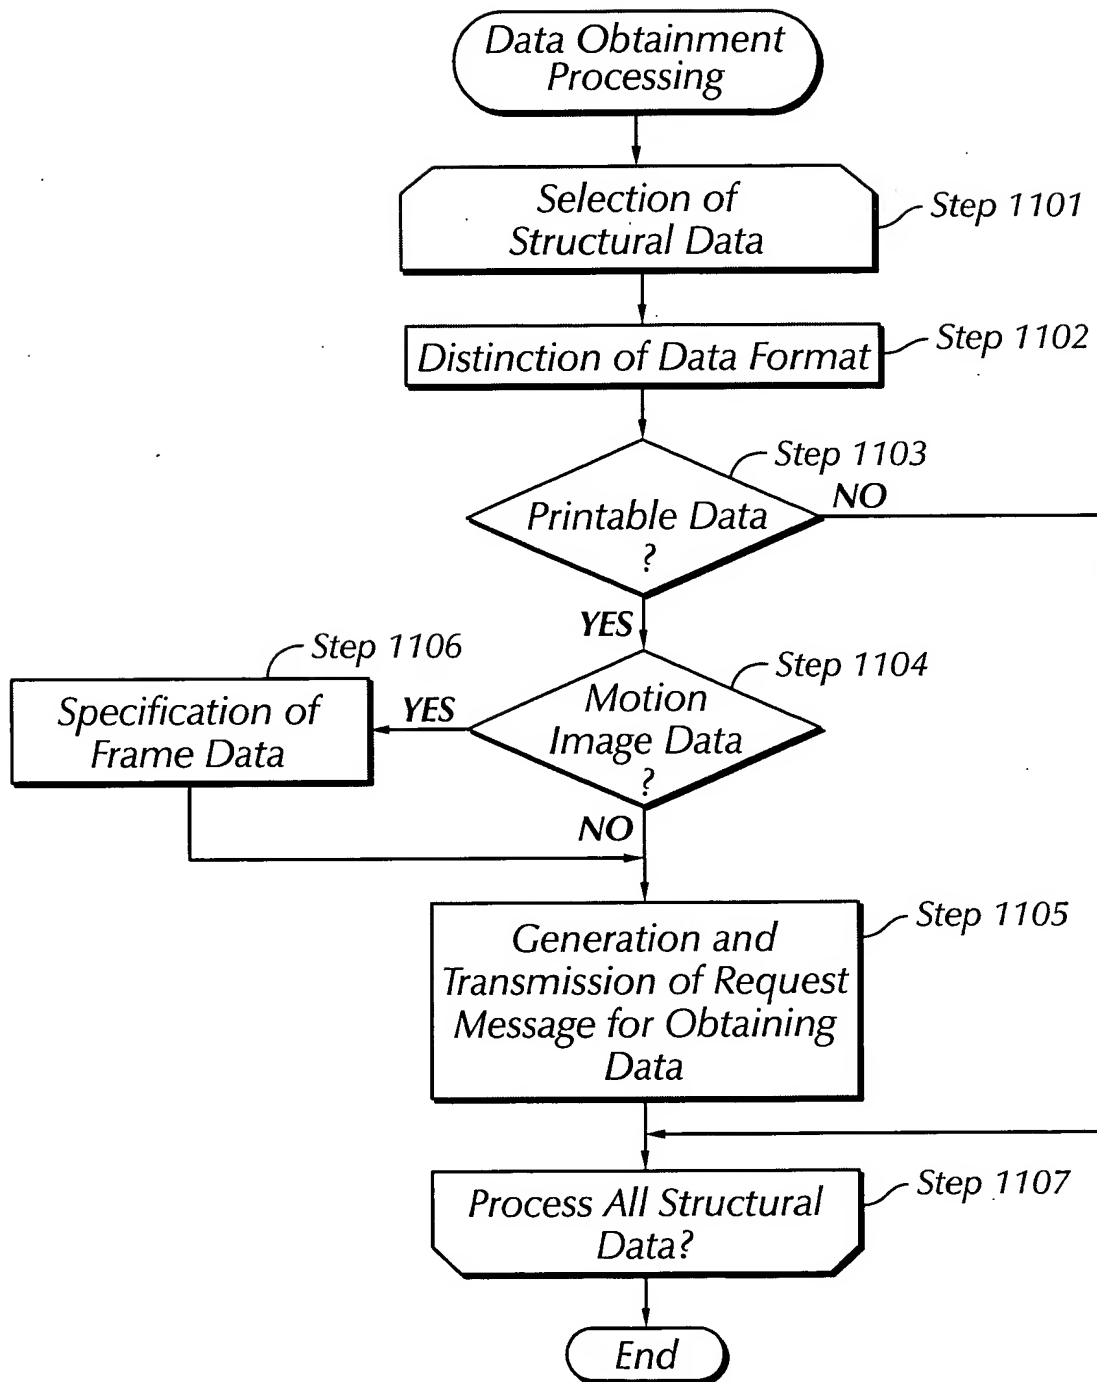 Data Obtainment
Processing
Selection of
Structural Data
Step 1101
Distinction of Data Format
Step 1102
Step 1103
Printable Data
?
NO
YES
Step 1104
Motion
Image Data
?
YES
Step 1106
Specification of
Frame Data
NO
Generation and
Transmission of Request
Message for Obtaining
Data
Step 1105
Process All Structural
Data?
Step 1107
End